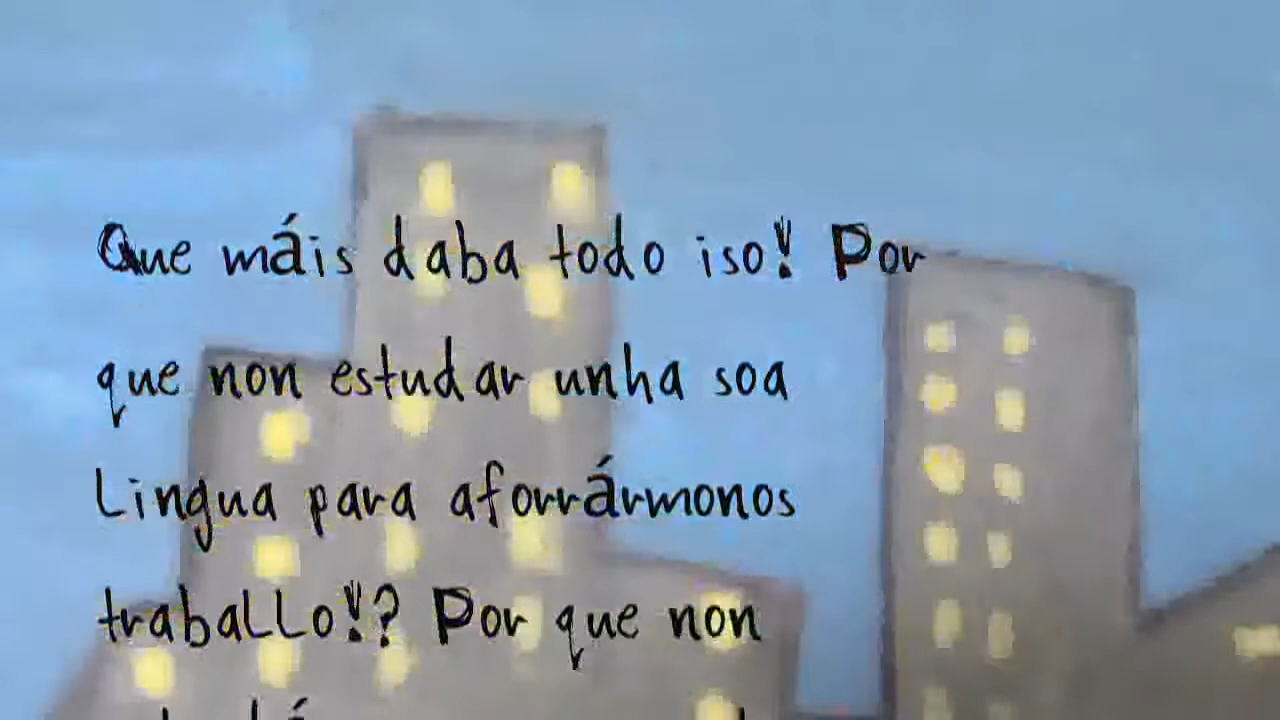 Que máis daba todo iso! Por
que non estudar unha soa
lingua para aforrármonos
traballo!? Por que non